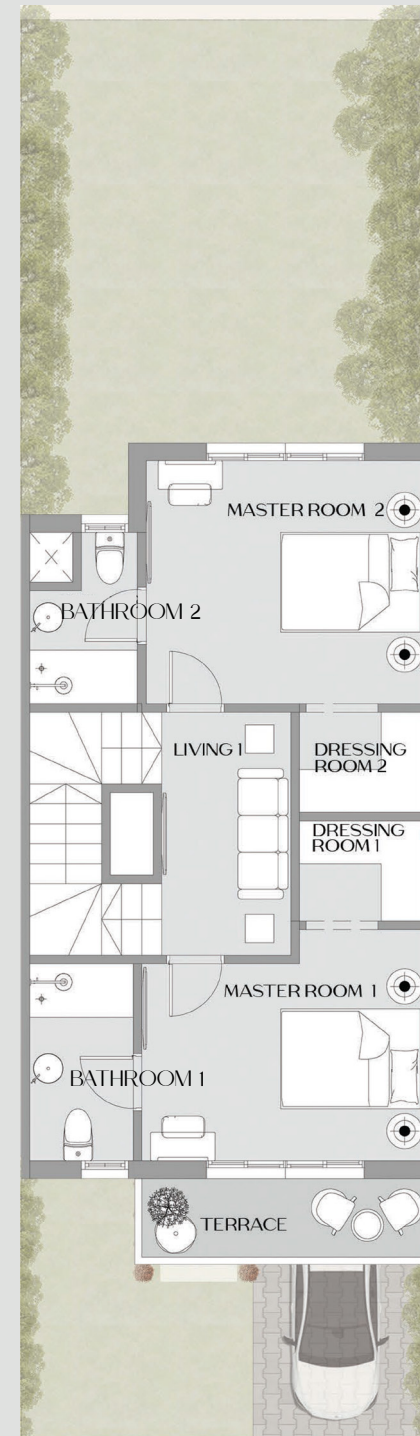 MASTER ROOM 2
BATHROOM 2
LIVING 1
DRESSING
ROOM 2
DRESSING
ROOM 1
MASTER ROOM 1
BATHROOM 1
TERRACE